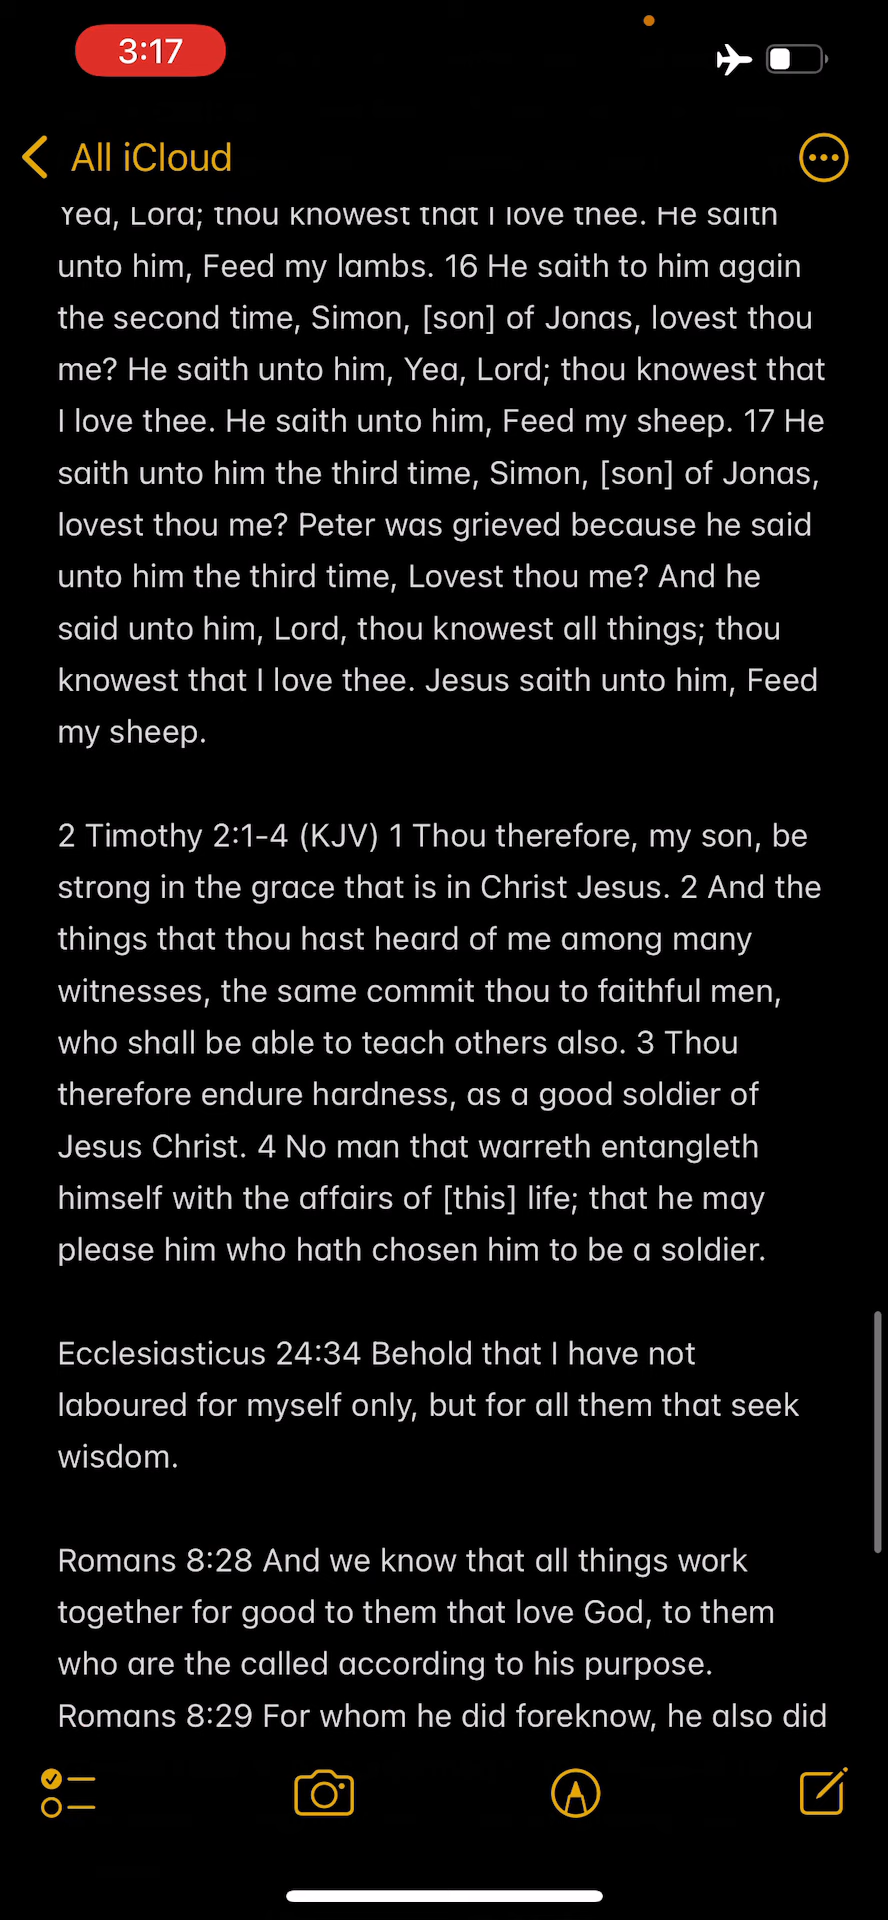 3:17
All iCloud
Yea, Lord; thou knowest that I love thee. He saith
unto him, Feed my lambs. 16 He saith to him again
the second time, Simon, [son] of Jonas, lovest thou
me? He saith unto him, Yea, Lord; thou knowest that
I love thee. He saith unto him, Feed my sheep. 17 He
saith unto him the third time, Simon, [son] of Jonas,
lovest thou me? Peter was grieved because he said
unto him the third time, Lovest thou me? And he
said unto him, Lord, thou knowest all things; thou
knowest that I love thee. Jesus saith unto him, Feed
my sheep.
2 Timothy 2:1-4 (KJV) 1 Thou therefore, my son, be
strong in the grace that is in Christ Jesus. 2 And the
things that thou hast heard of me among many
witnesses, the same commit thou to faithful men,
who shall be able to teach others also. 3 Thou
therefore endure hardness, as a good soldier of
Jesus Christ. 4 No man that warreth entangleth
himself with the affairs of [this] life; that he may
please him who hath chosen him to be a soldier.
Ecclesiasticus 24:34 Behold that I have not
laboured for myself only, but for all them that seek
wisdom.
Romans 8:28 And we know that all things work
together for good to them that love God, to them
who are the called according to his purpose.
Romans 8:29 For whom he did foreknow, he also did